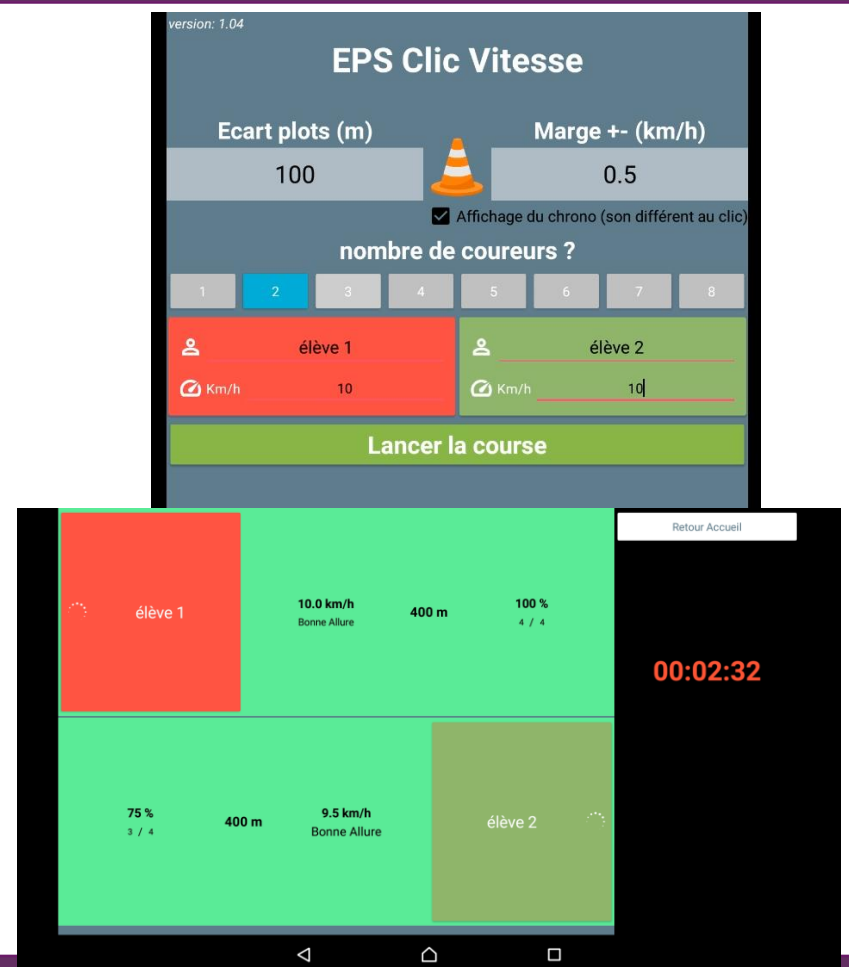 version: 1.04
EPS Clic Vitesse
Ecart plots (m) Marge +- (km/h)
100 0.5
Affichage du chrono (son différent au clic)
nombre de coureurs ?
1 2 3 4 5 6 7 8
élève 1 élève 2
Km/h 10 Km/h 10
Lancer la course
Retour Accueil
élève 1 10.0 km/h 400 m 100 %
Bonne Allure 4 / 4
00:02:32
75 % 400 m 9.5 km/h élève 2
3 / 4 Bonne Allure